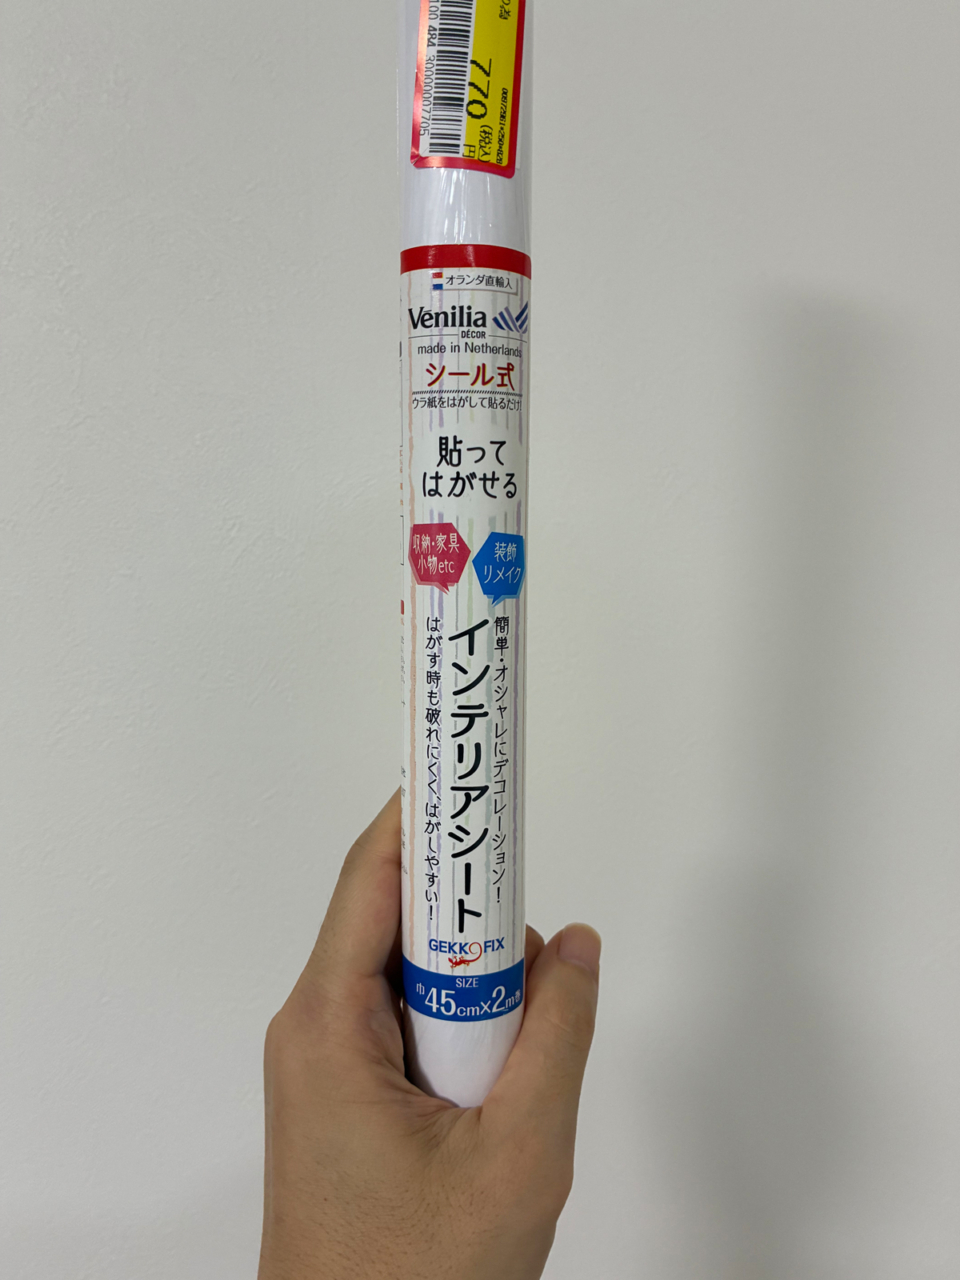 770
円
(税込)
30000007705
オランダ直輸入
Venilia
DÉCOR
made in Netherlands
シール式
ウラ紙をはがして貼るだけ!
貼って
はがせる
収納・家具
小物etc
装飾
リメイク
簡単・オシャレにデコレーション!
インテリアシート
はがす時も破れにくく、はがしやすい!
GEKKOFIX
SIZE
巾45cm×2m巻